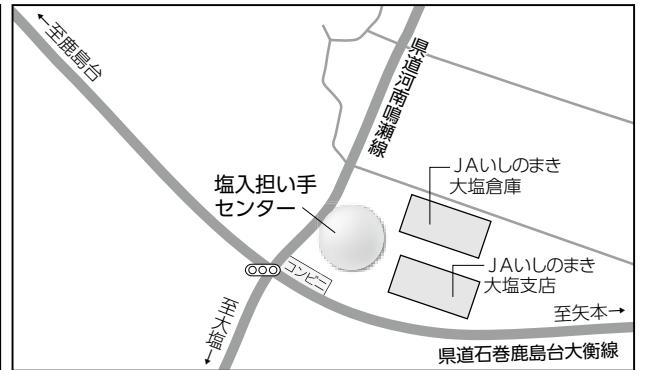 ←至鹿島台
県道河南鳴瀬線
JAいしのまき
大塩倉庫
塩入担い手
センター
コンビニ
JAいしのまき
大塩支店
至矢本→
至大塩→
県道石巻鹿島台大衡線